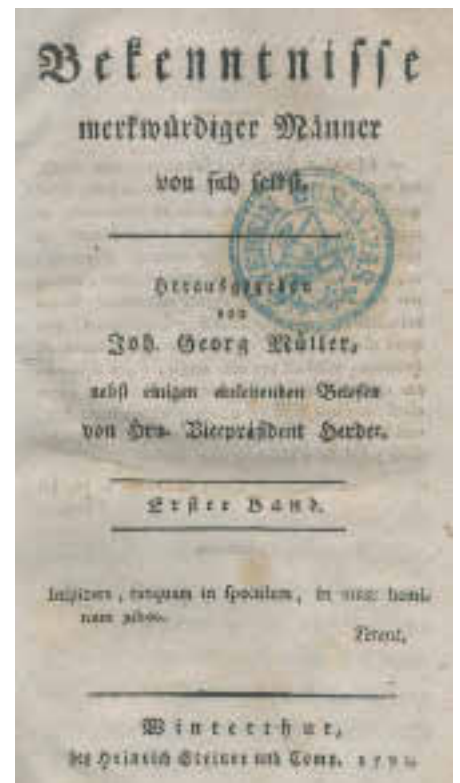 Bekenntnisse
merkwürdiger Männer
von sich selbst.
Herausgegeben
von
Joh. Georg Müller,
nebst einigen einleitenden Briefen
von Hrn. Vicepräsident Herder.
Erster Band.
Inspicere, tanquam in speculum, in vitas homi-
num
Terent.
Winterthur,
bey Heinrich Steiner und Comp. 1791.